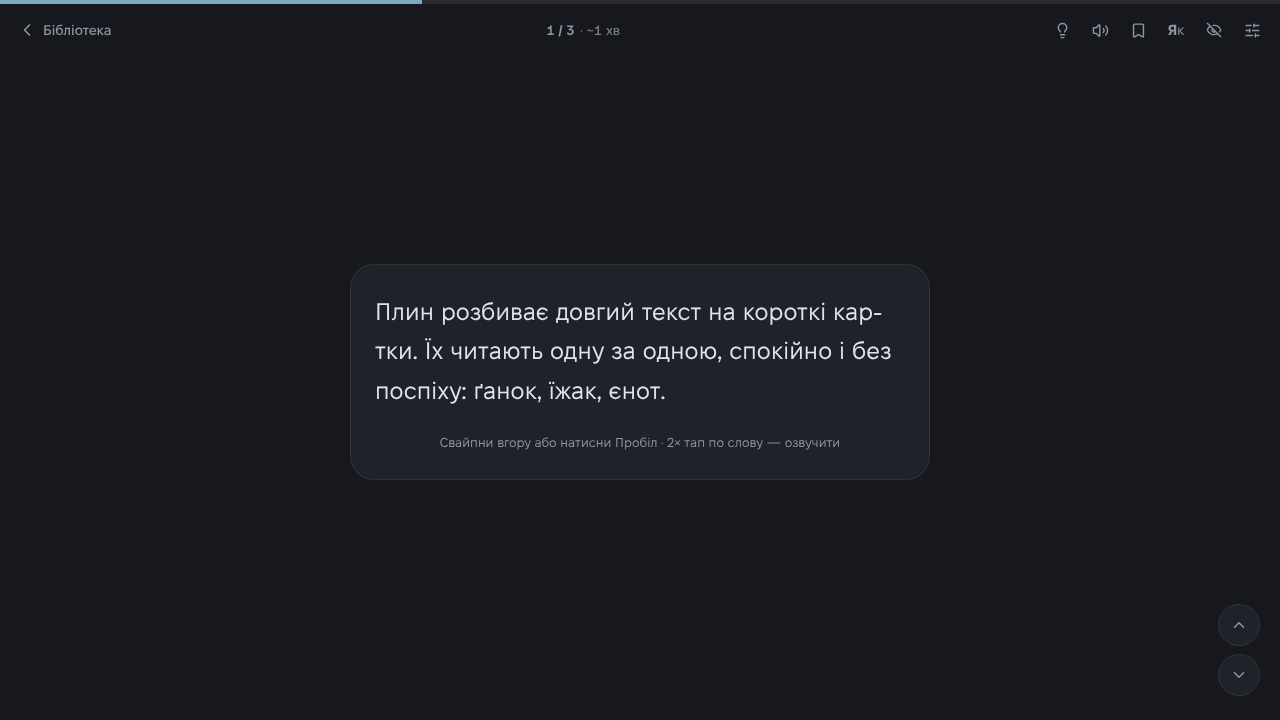 Бібліотека
1 / 3 · ~1 хв
Як
Плин розбиває довгий текст на короткі кар-
тки. Їх читають одну за одною, спокійно і без
поспіху: ґанок, їжак, єнот.
Свайпни вгору або натисни Пробіл · 2× тап по слову — озвучити